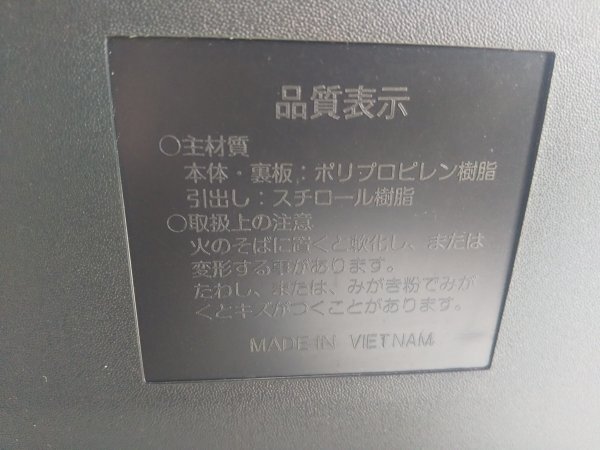 品質表示
○主材質
本体・裏板：ポリプロピレン樹脂
引出し：スチロール樹脂
○取扱上の注意
火のそばに置くと軟化し、または
変形する事があります。
たわし、または、みがき粉でみが
くとキズがつくことがあります。
MADE IN VIETNAM